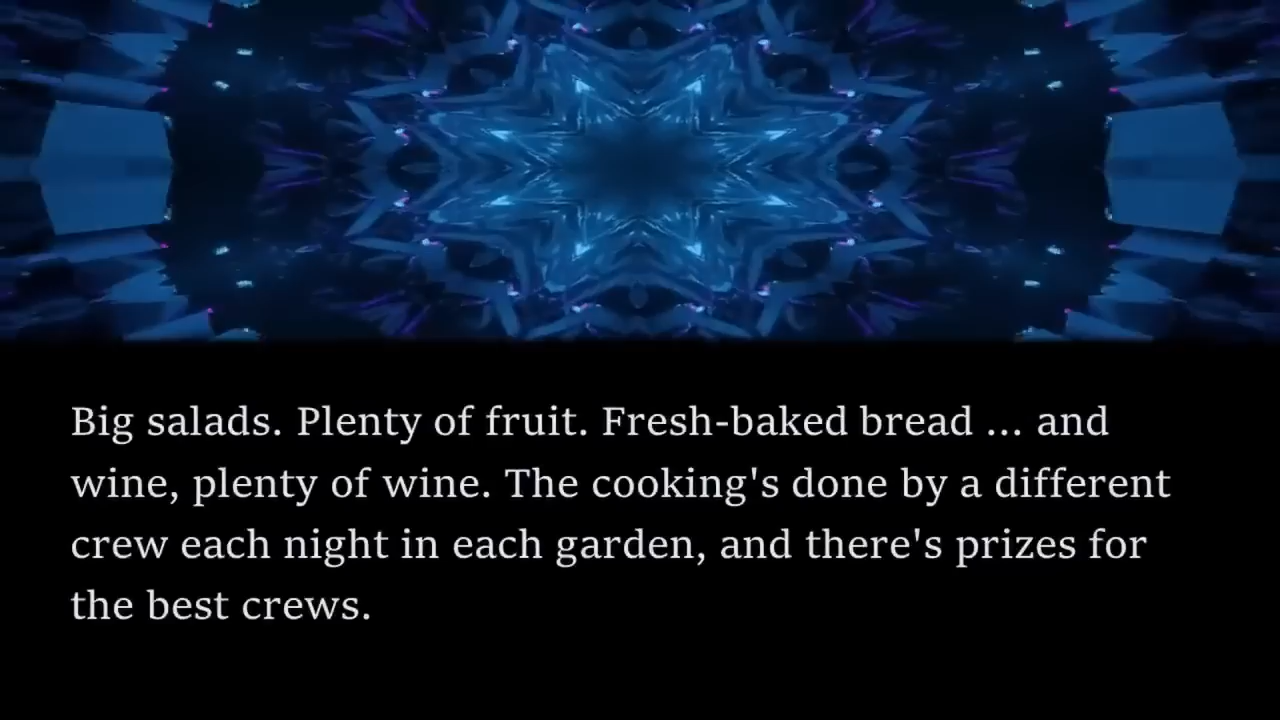 Big salads. Plenty of fruit. Fresh-baked bread ... and
wine, plenty of wine. The cooking's done by a different
crew each night in each garden, and there's prizes for
the best crews.